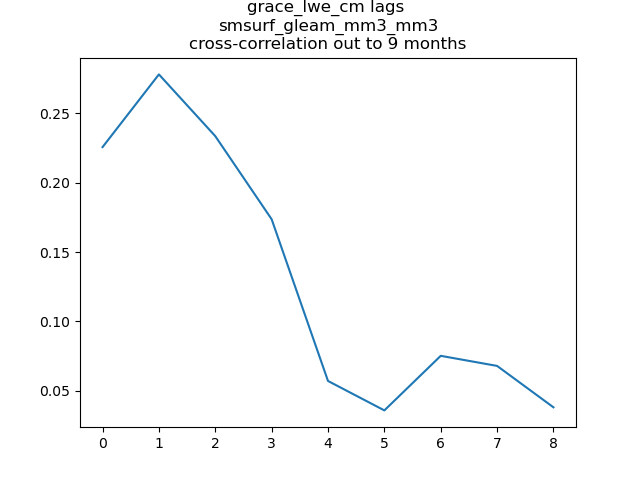 grace_lwe_cm lags
smsurf_gleam_mm3_mm3
cross-correlation out to 9 months
0.25
0.20
0.15
0.10
0.05
0 1 2 3 4 5 6 7 8